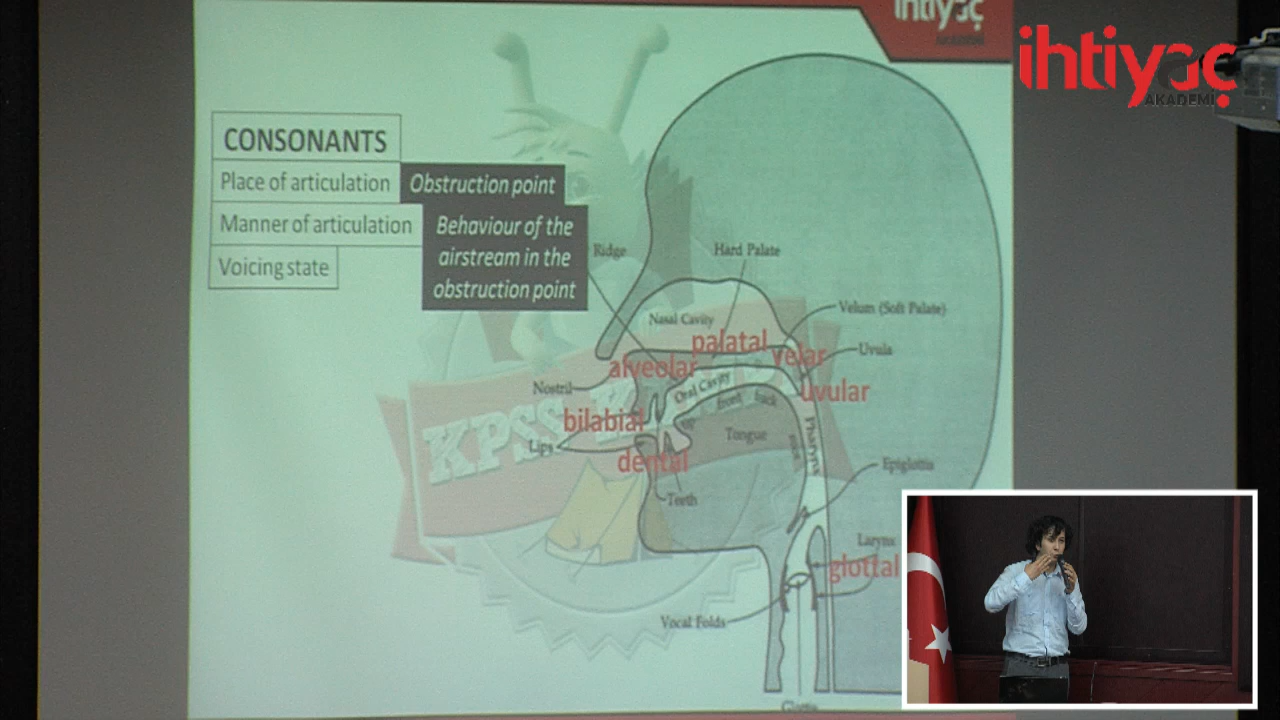 ihtiyaç
AKADEMİ
ihtiyaç
AKADEMİ
CONSONANTS
Place of articulation
Obstruction point
Manner of articulation
Behaviour of the
airstream in the
obstruction point
Voicing state
Ridge
Hard Palate
Nasal Cavity
Velum (Soft Palate)
palatal
velar
Uvula
alveolar
uvular
Nostril
Oral Cavity
front
back
bilabial
Lips
Tongue
Pharynx
dental
Teeth
Epiglottis
Larynx
glottal
Vocal Folds
Glottis
KPSS